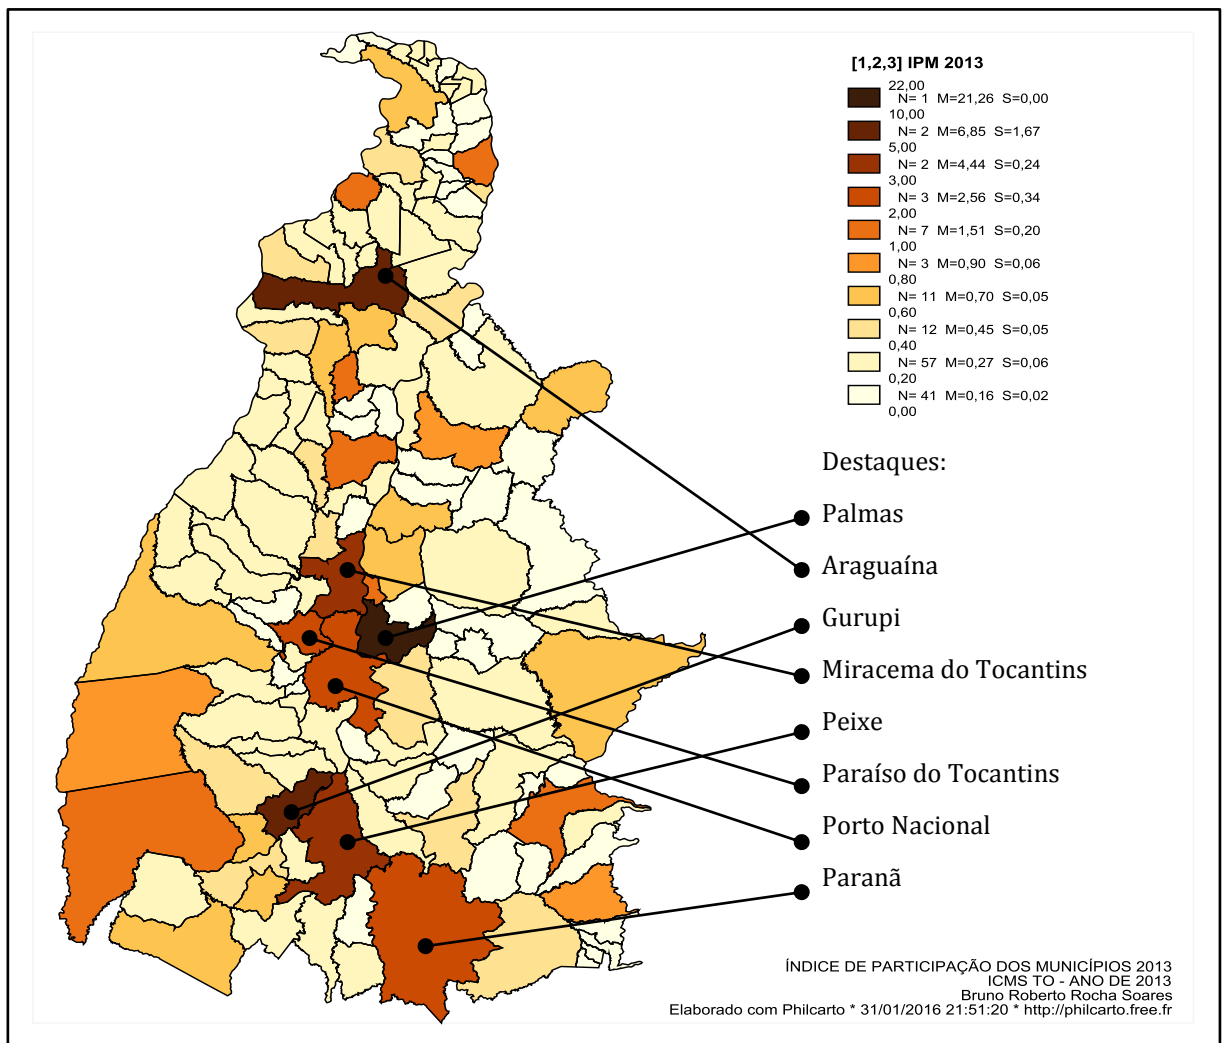 [1,2,3] IPM 2013
22,00
N= 1 M=21,26 S=0,00
10,00
N= 2 M=6,85 S=1,67
5,00
N= 2 M=4,44 S=0,24
3,00
N= 3 M=2,56 S=0,34
2,00
N= 7 M=1,51 S=0,20
1,00
N= 3 M=0,90 S=0,06
0,80
N= 11 M=0,70 S=0,05
0,60
N= 12 M=0,45 S=0,05
0,40
N= 57 M=0,27 S=0,06
0,20
N= 41 M=0,16 S=0,02
0,00
Destaques:
Palmas
Araguaína
Gurupi
Miracema do Tocantins
Peixe
Paraíso do Tocantins
Porto Nacional
Paranã
ÍNDICE DE PARTICIPAÇÃO DOS MUNICÍPIOS 2013
ICMS TO - ANO DE 2013
Bruno Roberto Rocha Soares
Elaborado com Philcarto * 31/01/2016 21:51:20 * http://philcarto.free.fr